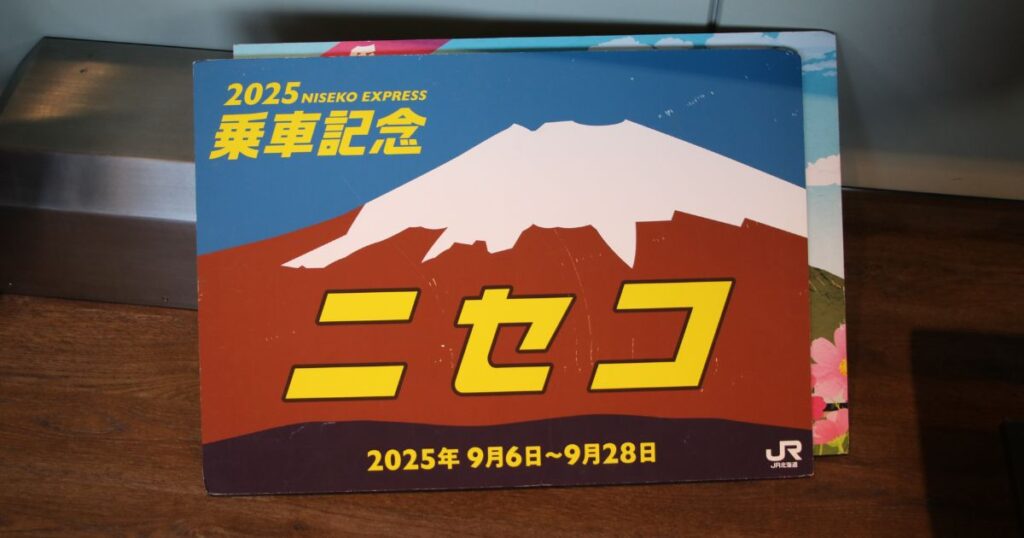 2025 NISEKO EXPRESS
乗車記念
ニセコ
2025年 9月6日~9月28日
JR
JR北海道